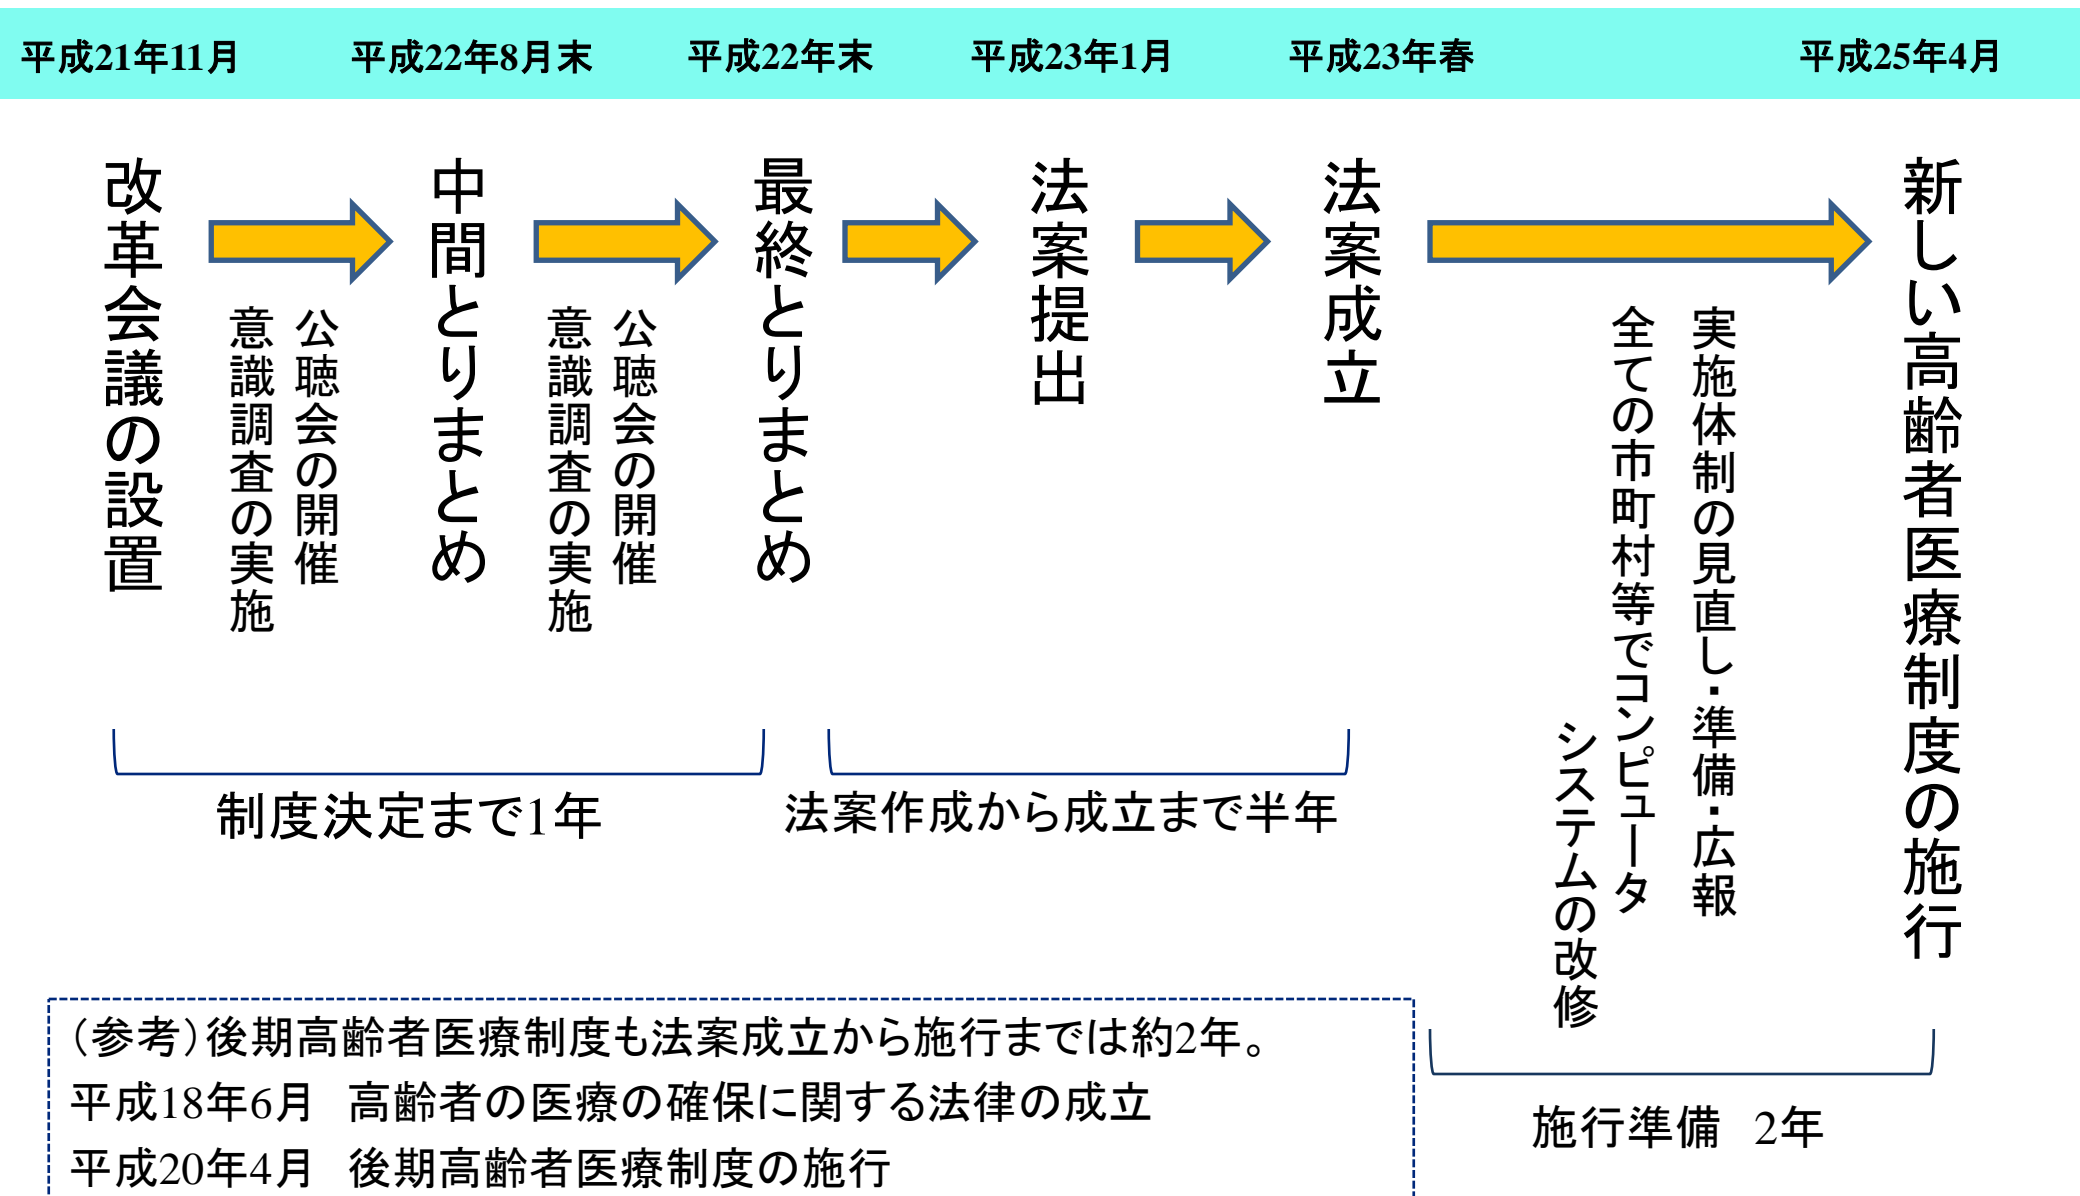 平成21年11月
平成22年8月末
平成22年末
平成23年1月
平成23年春
平成25年4月
改革会議の設置
公聴会の開催
意識調査の実施
中間とりまとめ
公聴会の開催
意識調査の実施
最終とりまとめ
法案提出
法案成立
実施体制の見直し・準備・広報
全ての市町村等でコンピュータ
システムの改修
新しい高齢者医療制度の施行
制度決定まで1年
法案作成から成立まで半年
施行準備　2年
（参考）後期高齢者医療制度も法案成立から施行までは約2年。
平成18年6月　高齢者の医療の確保に関する法律の成立
平成20年4月　後期高齢者医療制度の施行